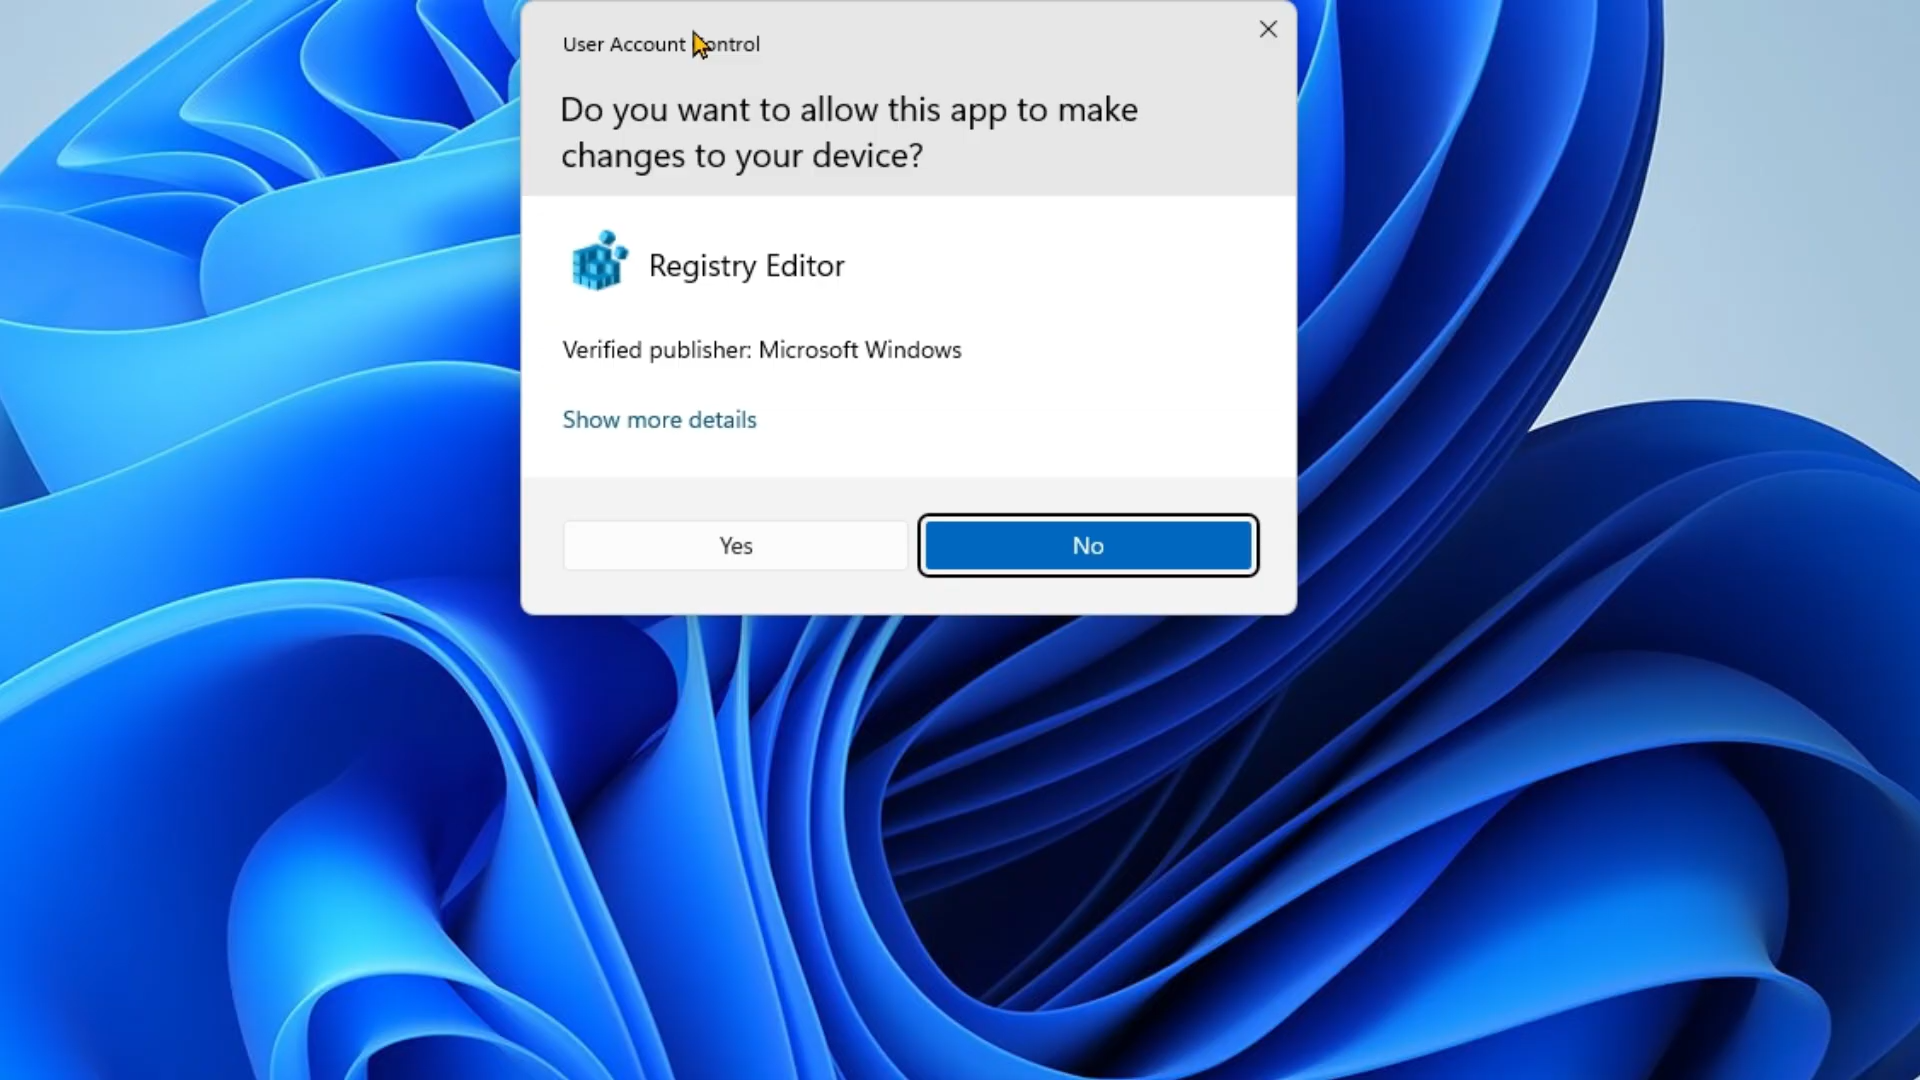 User Account Control
Do you want to allow this app to make
changes to your device?
Registry Editor
Verified publisher: Microsoft Windows
Show more details
Yes
No